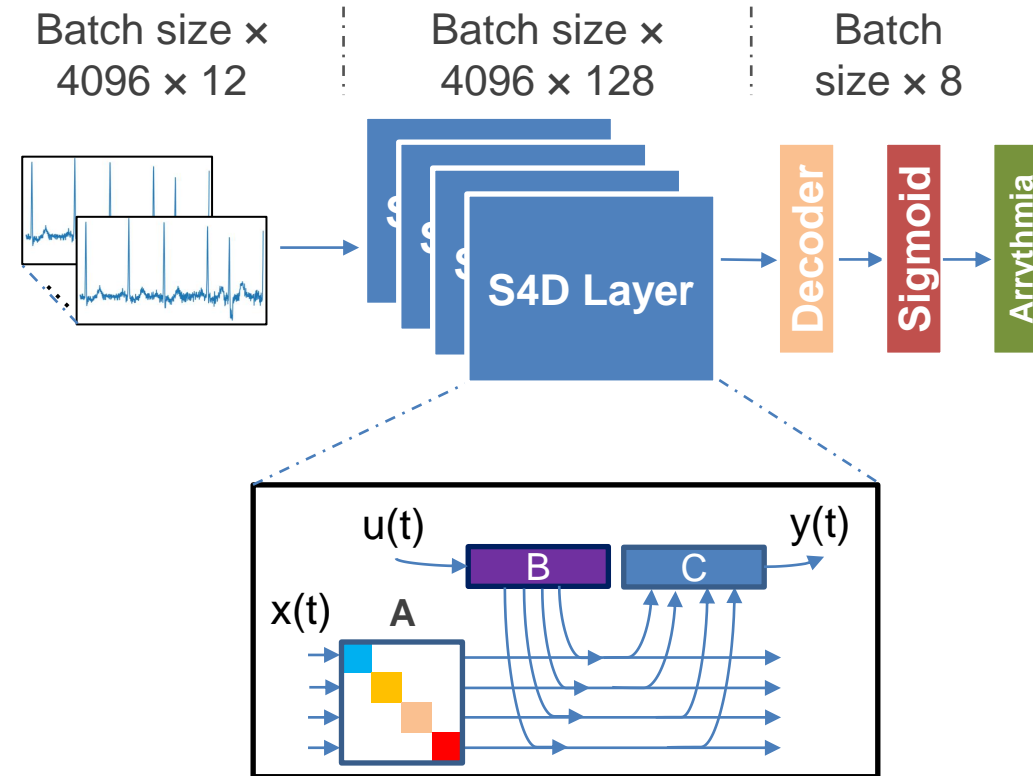 Batch size ×
4096 × 12
Batch size ×
4096 × 128
Batch
size × 8
S
S
S
S4D Layer
Decoder
Sigmoid
Arrythmia
u(t)
B
C
y(t)
x(t)
A